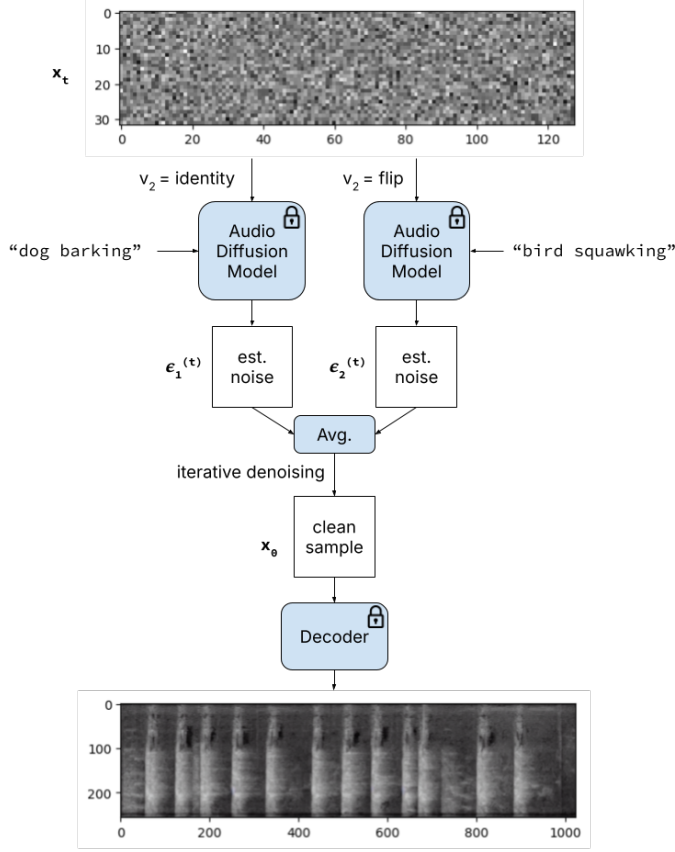 0
10
20
30
x_t
0 20 40 60 80 100 120
v_2 = identity
v_2 = flip
Audio
Diffusion
Model
Audio
Diffusion
Model
“dog barking”
“bird squawking”
ϵ_1^(t)
est.
noise
ϵ_2^(t)
est.
noise
Avg.
iterative denoising
x_0
clean
sample
Decoder
0
100
200
0 200 400 600 800 1000